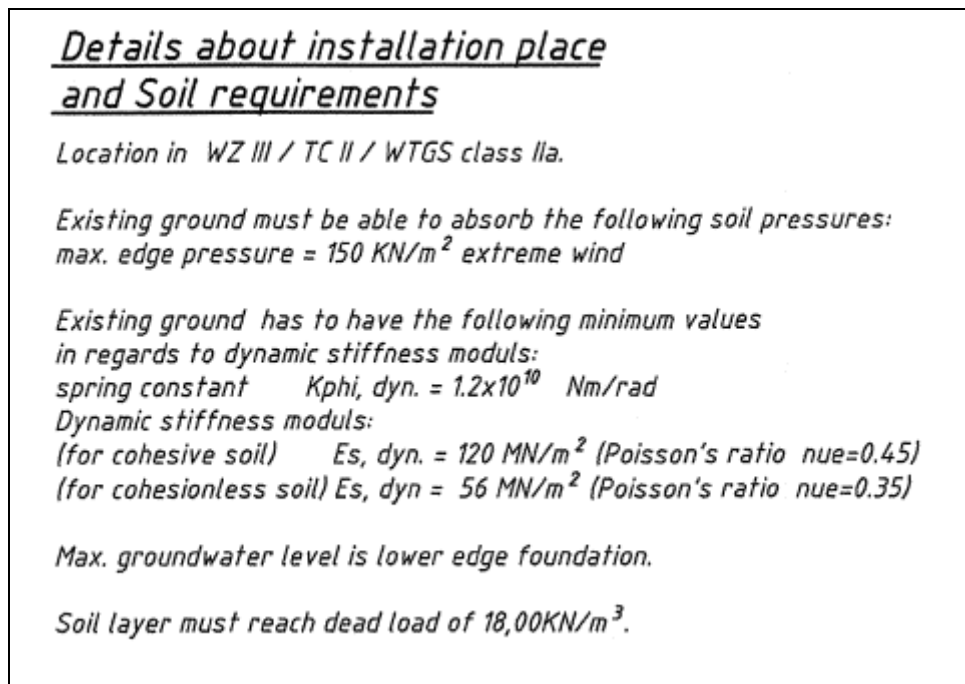 Details about installation place
and Soil requirements
Location in WZ III / TC II / WTGS class IIa.
Existing ground must be able to absorb the following soil pressures:
max. edge pressure = 150 KN/m² extreme wind
Existing ground has to have the following minimum values
in regards to dynamic stiffness moduls:
spring constant Kphi, dyn. = 1.2x10¹⁰ Nm/rad
Dynamic stiffness moduls:
(for cohesive soil) Es, dyn. = 120 MN/m² (Poisson's ratio nue=0.45)
(for cohesionless soil) Es, dyn = 56 MN/m² (Poisson's ratio nue=0.35)
Max. groundwater level is lower edge foundation.
Soil layer must reach dead load of 18,00KN/m³.